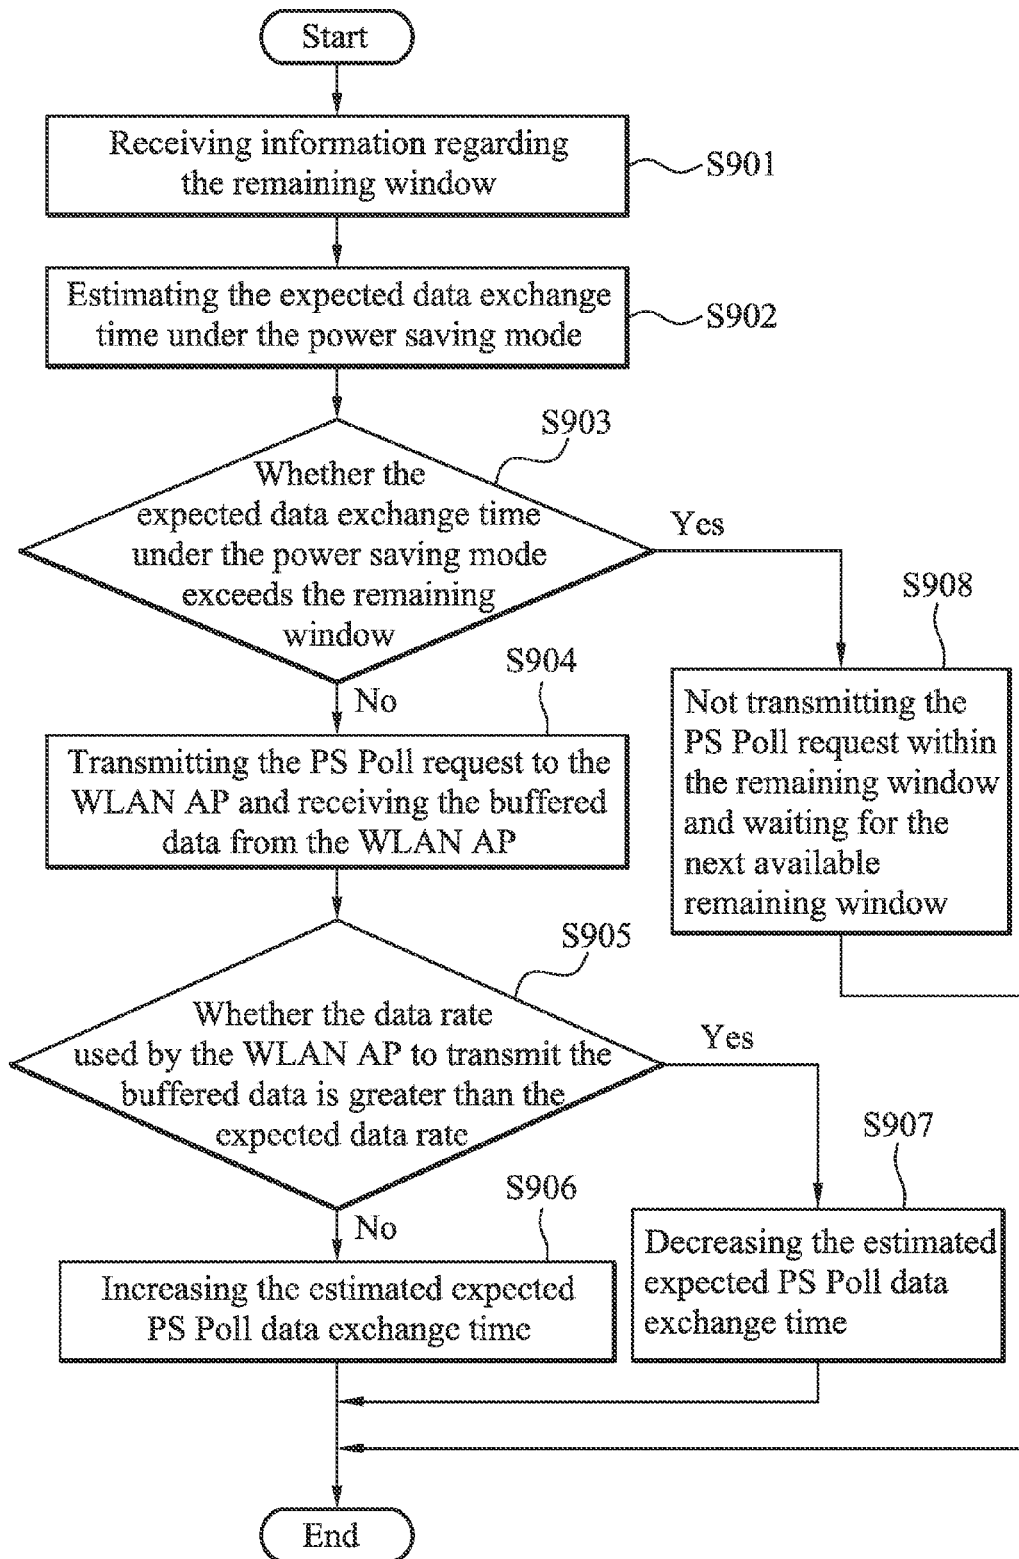 Start
Receiving information regarding
the remaining window
S901
Estimating the expected data exchange
time under the power saving mode
S902
S903
Whether the
expected data exchange time
under the power saving mode
exceeds the remaining
window
Yes
No
S908
Not transmitting the
PS Poll request within
the remaining window
and waiting for the
next available
remaining window
S904
Transmitting the PS Poll request to the
WLAN AP and receiving the buffered
data from the WLAN AP
S905
Whether the data rate
used by the WLAN AP to transmit the
buffered data is greater than the
expected data rate
Yes
No
S907
Decreasing the estimated
expected PS Poll data
exchange time
S906
Increasing the estimated expected
PS Poll data exchange time
End